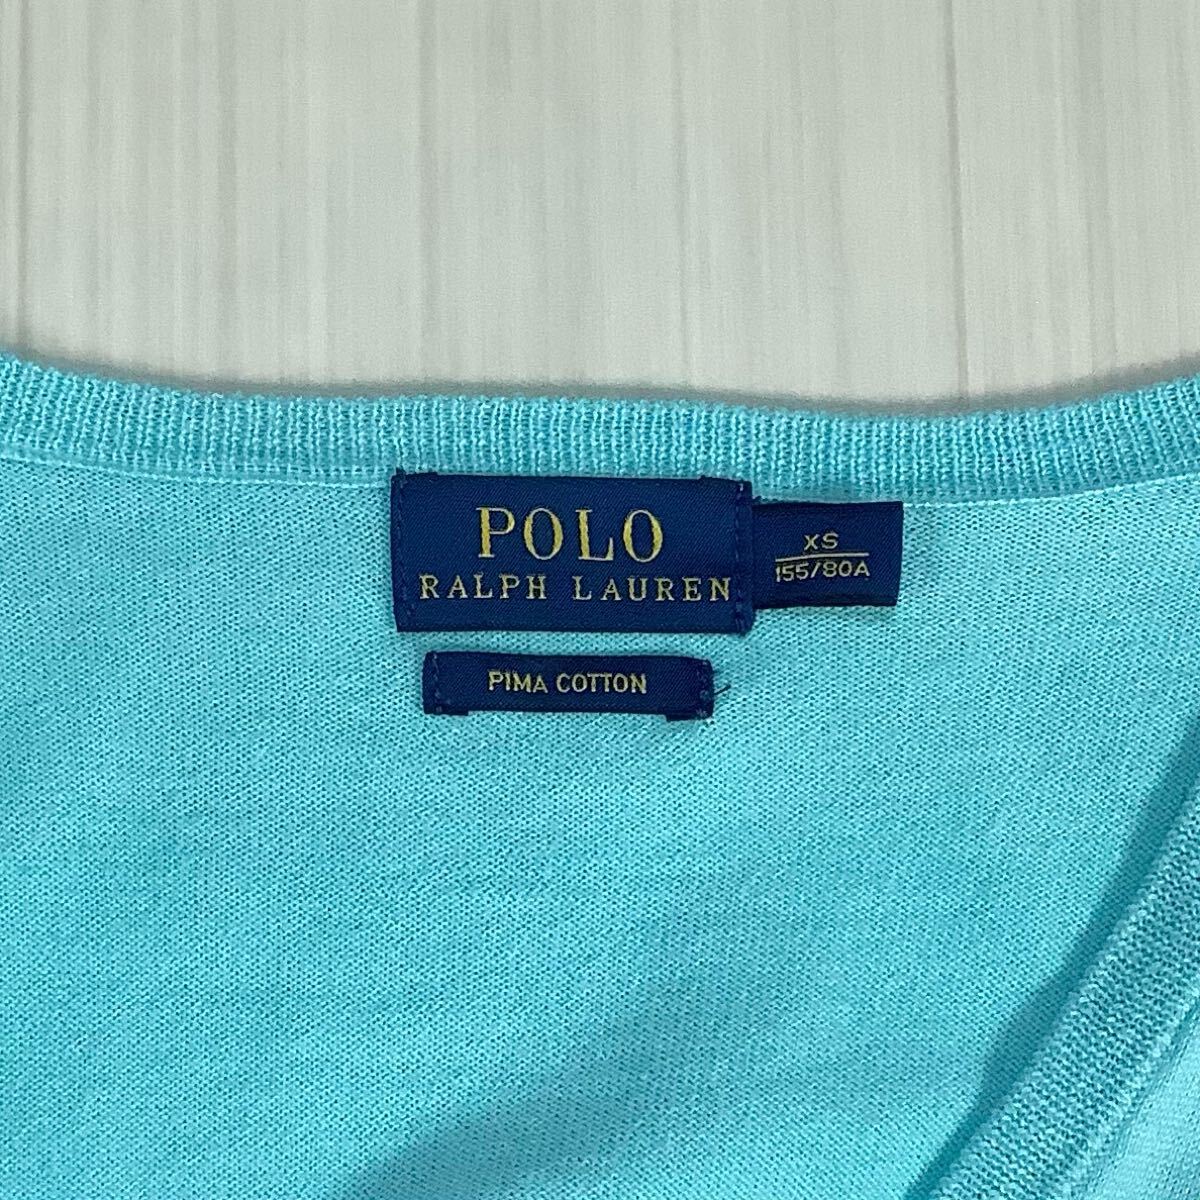 POLO
RALPH LAUREN
XS
155/80A
PIMA COTTON